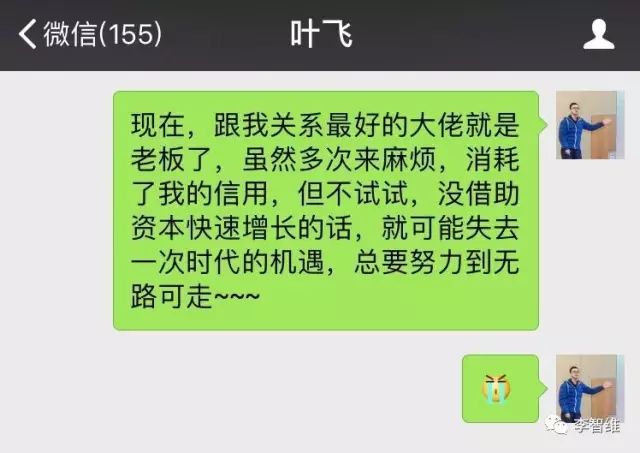 微信(155)
叶飞
现在，跟我关系最好的大佬就是
老板了，虽然多次来麻烦，消耗
了我的信用，但不试试，没借助
资本快速增长的话，就可能失去
一次时代的机遇，总要努力到无
路可走~~~
李智维